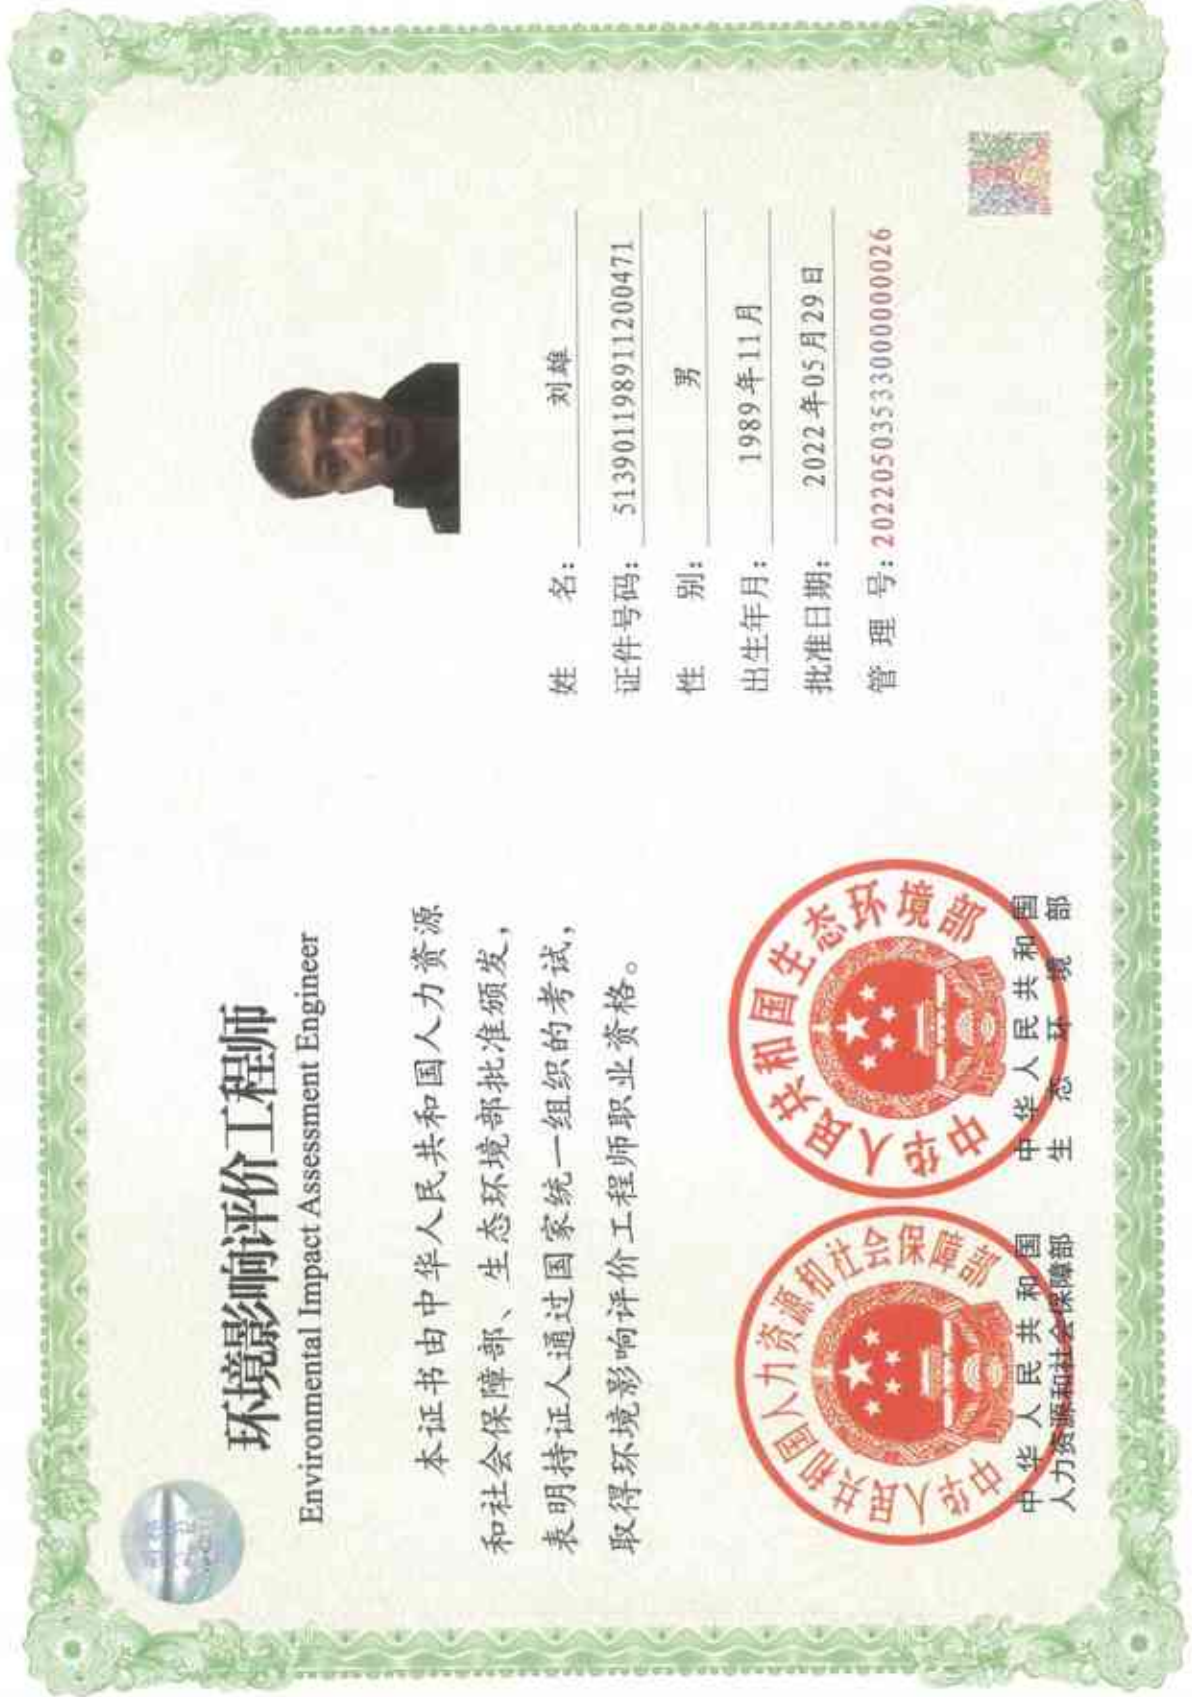 环境影响评价工程师
Environmental Impact Assessment Engineer
本证书由中华人民共和国人力资源
和社会保障部、生态环境部批准颁发,
表明持证人通过国家统一组织的考试,
取得环境影响评价工程师职业资格。
中华人民共和国人力资源和社会保障部
中华人民共和国
人力资源和社会保障部
中华人民共和国生态环境部
中华人民共和国
生态环境部
姓 名: 刘雄
证件号码: 513901198911200471
性 别: 男
出生年月: 1989年11月
批准日期: 2022年05月29日
管 理 号: 20220503533000000026